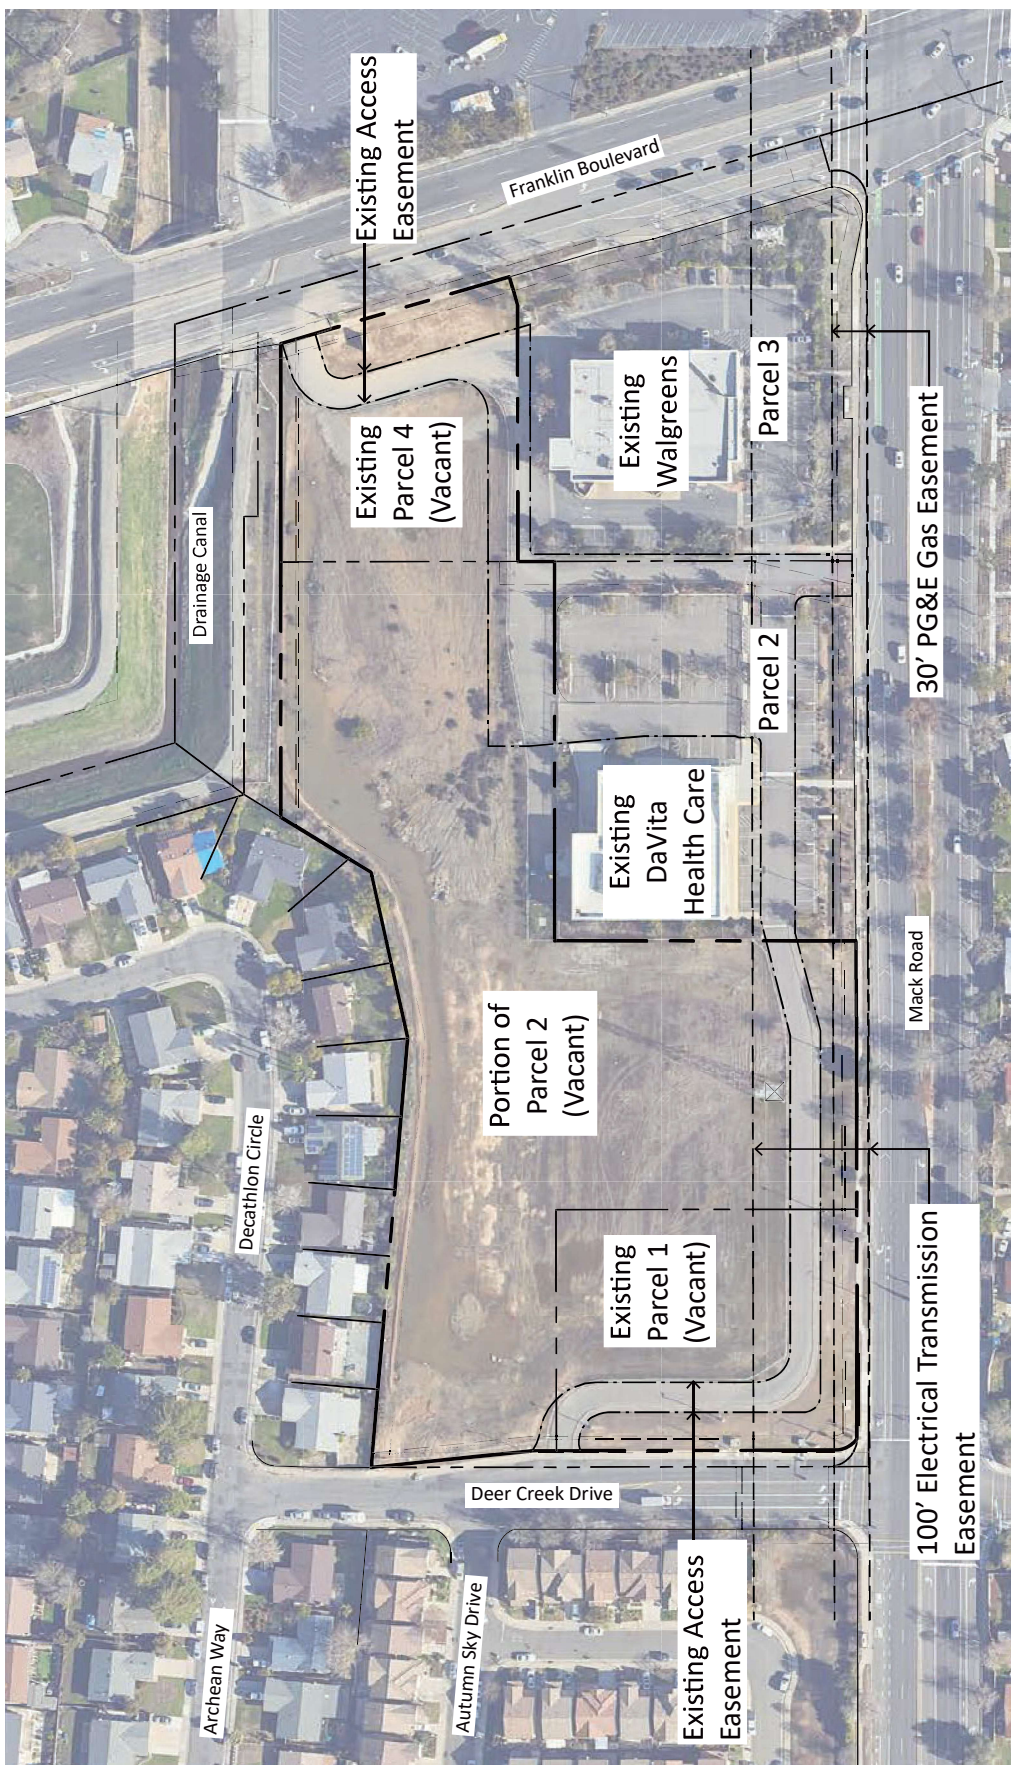 Archean Way
Autumn Sky Drive
Existing Access
Easement
Deer Creek Drive
100’ Electrical Transmission
Easement
Decathlon Circle
Existing
Parcel 1
(Vacant)
Portion of
Parcel 2
(Vacant)
Mack Road
Existing
DaVita
Health Care
Parcel 2
30’ PG&E Gas Easement
Drainage Canal
Existing
Parcel 4
(Vacant)
Existing
Walgreens
Parcel 3
Existing Access
Easement
Franklin Boulevard